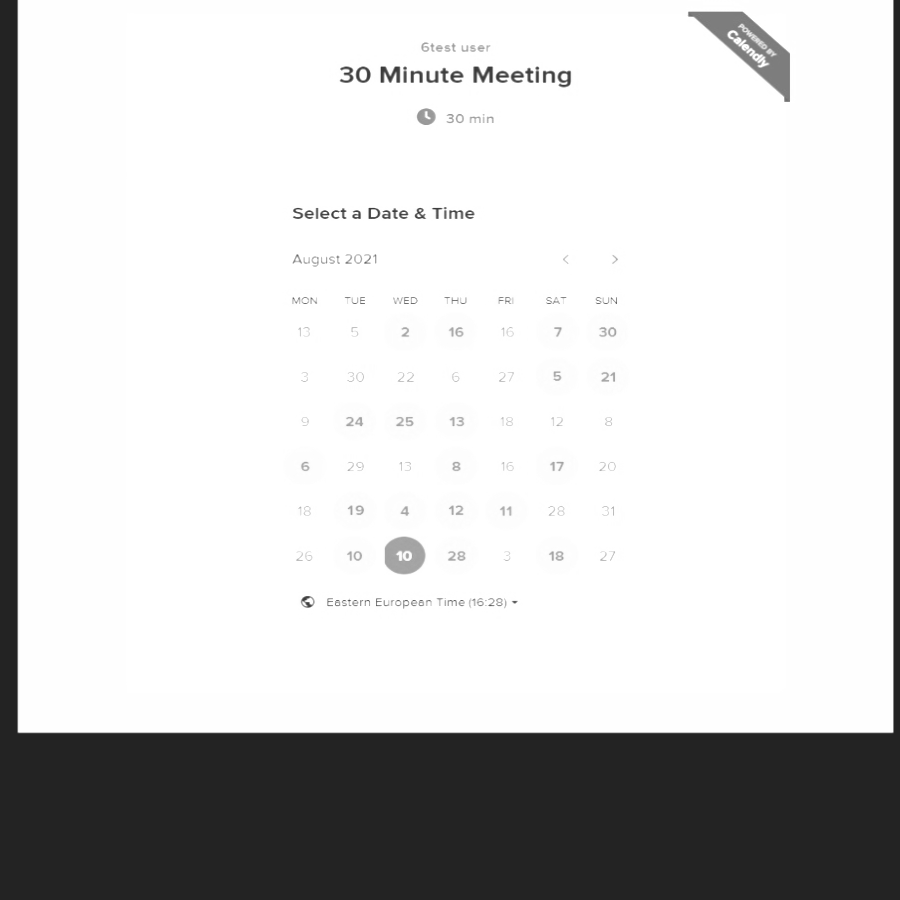 6test user
POWERED BY
Calendly
30 Minute Meeting
30 min
Select a Date & Time
August 2021 < >
MON TUE WED THU FRI SAT SUN
13 5 2 16 16 7 30
3 30 22 6 27 5 21
9 24 25 13 18 12 8
6 29 13 8 16 17 20
18 19 4 12 11 28 31
26 10 10 28 3 18 27
Eastern European Time (16:28)